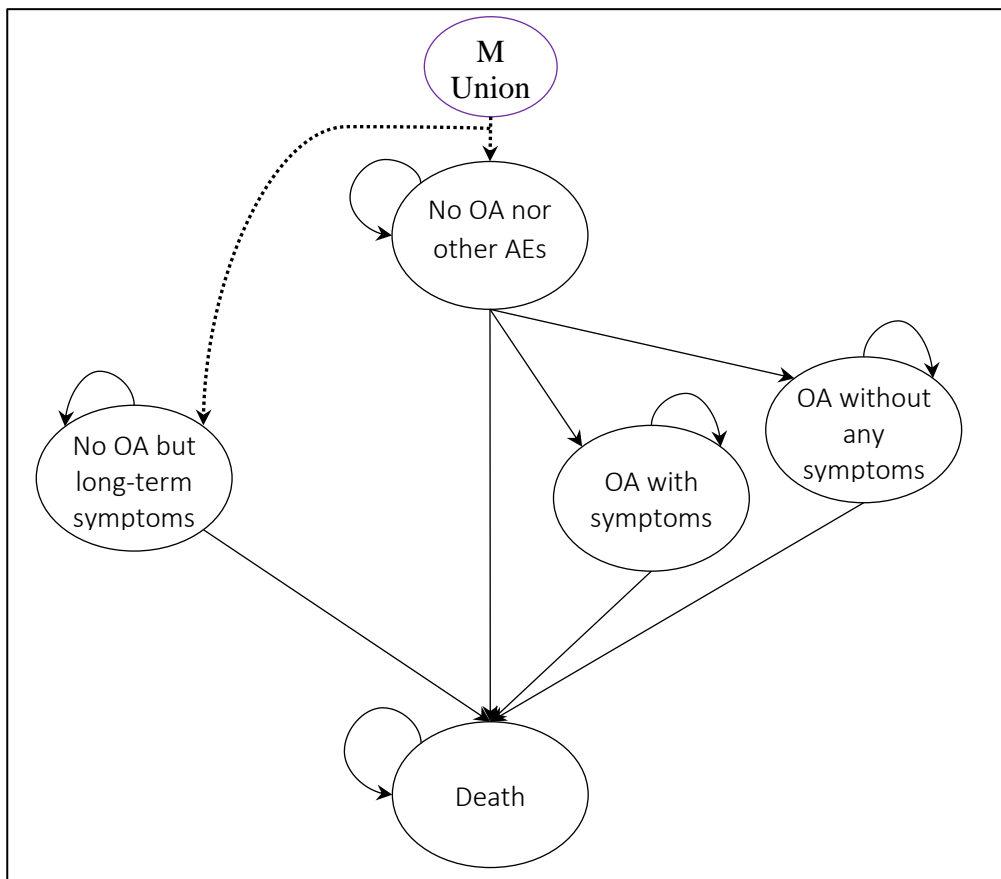 M
Union
No OA nor
other AEs
OA without
any
symptoms
No OA but
long-term
symptoms
OA with
symptoms
Death